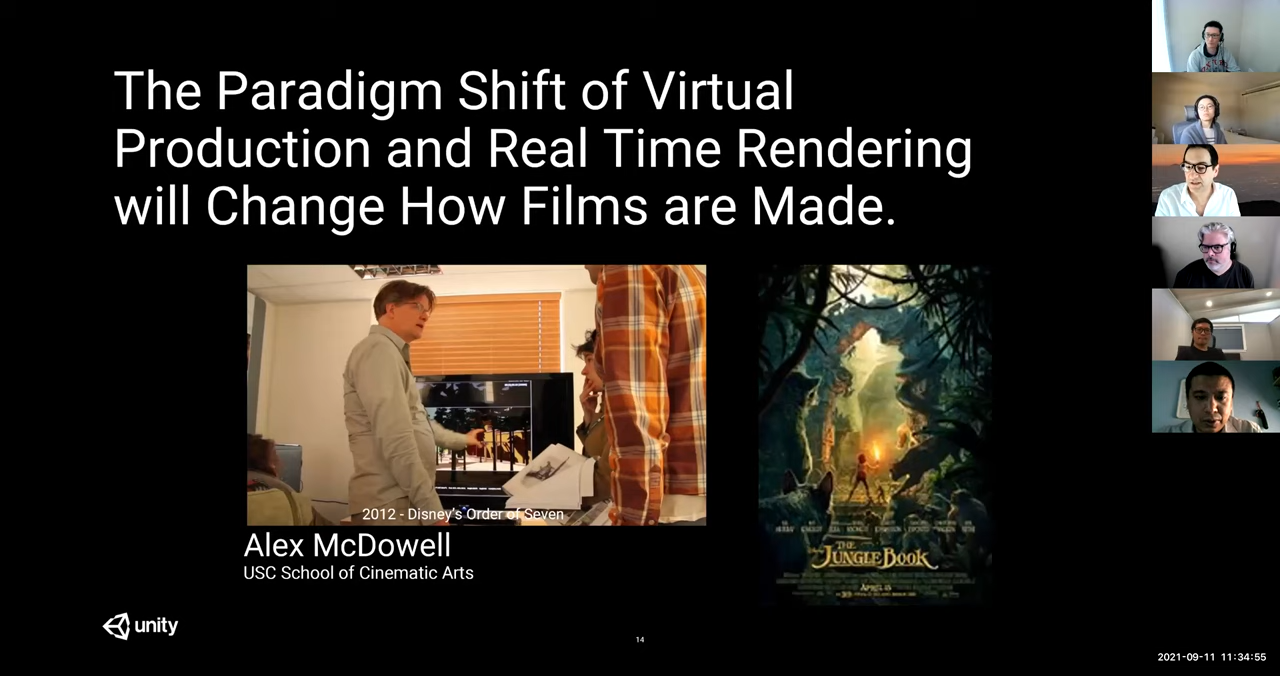 The Paradigm Shift of Virtual
Production and Real Time Rendering
will Change How Films are Made.
2012 - Disney's Order of Seven
Alex McDowell
USC School of Cinematic Arts
THE
JUNGLE BOOK
APRIL 15
unity
14
2021-09-11 11:34:55